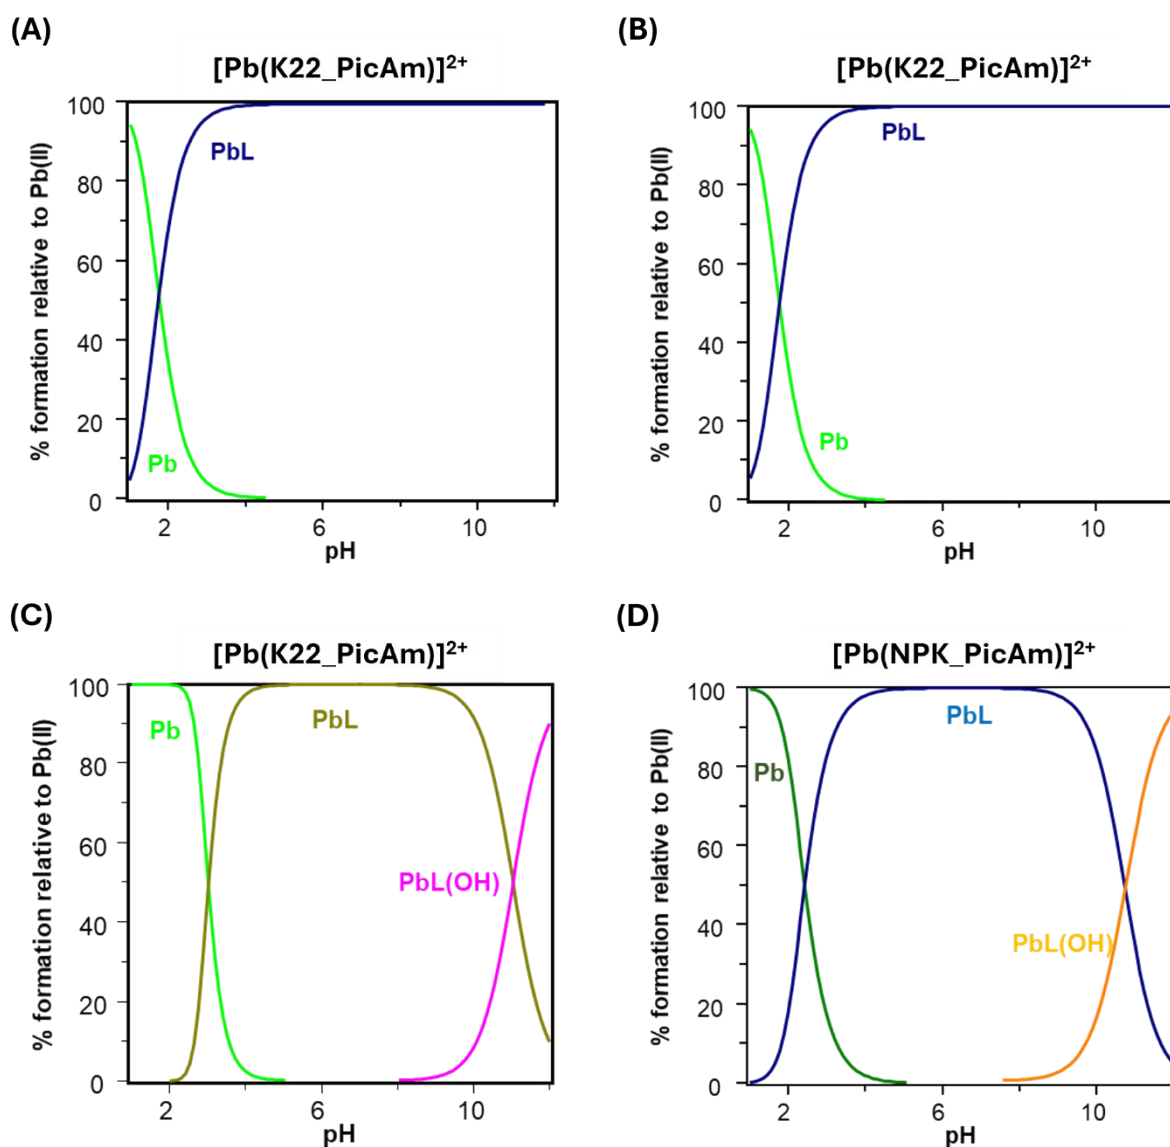 (A)
[Pb(K22_PicAm)]²⁺
% formation relative to Pb(II)
100
80
60
40
20
0
PbL
Pb
2
6
10
pH
(B)
[Pb(K22_PicAm)]²⁺
% formation relative to Pb(II)
100
80
60
40
20
0
PbL
Pb
2
6
10
pH
(C)
[Pb(K22_PicAm)]²⁺
% formation relative to Pb(II)
100
80
60
40
20
0
Pb
PbL
PbL(OH)
2
6
10
pH
(D)
[Pb(NPK_PicAm)]²⁺
% formation relative to Pb(II)
100
80
60
40
20
0
PbL
Pb
PbL(OH)
2
6
10
pH